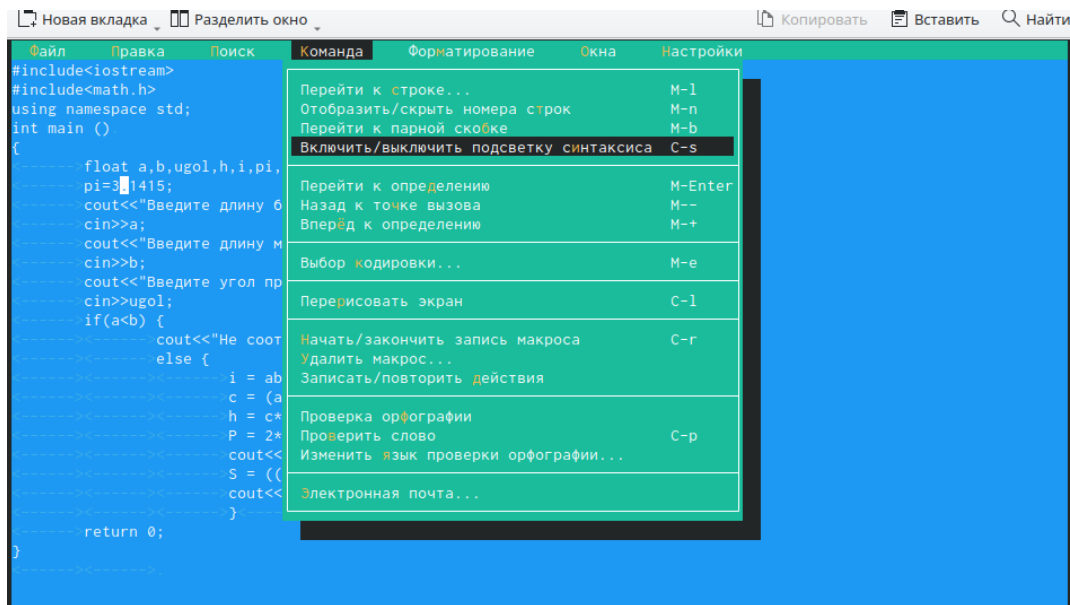 Новая вкладка Разделить окно Копировать Вставить Найти
Файл Правка Поиск Команда Форматирование Окна Настройки
#include<iostream>
#include<math.h> Перейти к строке... M-l
using namespace std; Отобразить/скрыть номера строк M-n
int main () Перейти к парной скобке M-b
{ Включить/выключить подсветку синтаксиса C-s
<------>float a,b,ugol,h,i,pi,
<------>pi=3.1415; Перейти к определению M-Enter
<------>cout<<"Введите длину б Назад к точке вызова M--
<------>cin>>a; Вперёд к определению M-+
<------>cout<<"Введите длину м
<------>cin>>b; Выбор кодировки... M-e
<------>cout<<"Введите угол пр
<------>cin>>ugol; Перерисовать экран C-l
<------>if(a<b) {
<------><------>cout<<"Не соот Начать/закончить запись макроса C-r
<------><------>else { Удалить макрос...
<------><------><------>i = ab Записать/повторить действия
<------><------><------>c = (a
<------><------><------>h = c* Проверка орфографии
<------><------><------>P = 2* Проверить слово C-p
<------><------><------>cout<< Изменить язык проверки орфографии...
<------><------><------>S = ((
<------><------><------>cout<< Электронная почта...
<------><------><------>}<----
<------>return 0;
}
<------><------>.